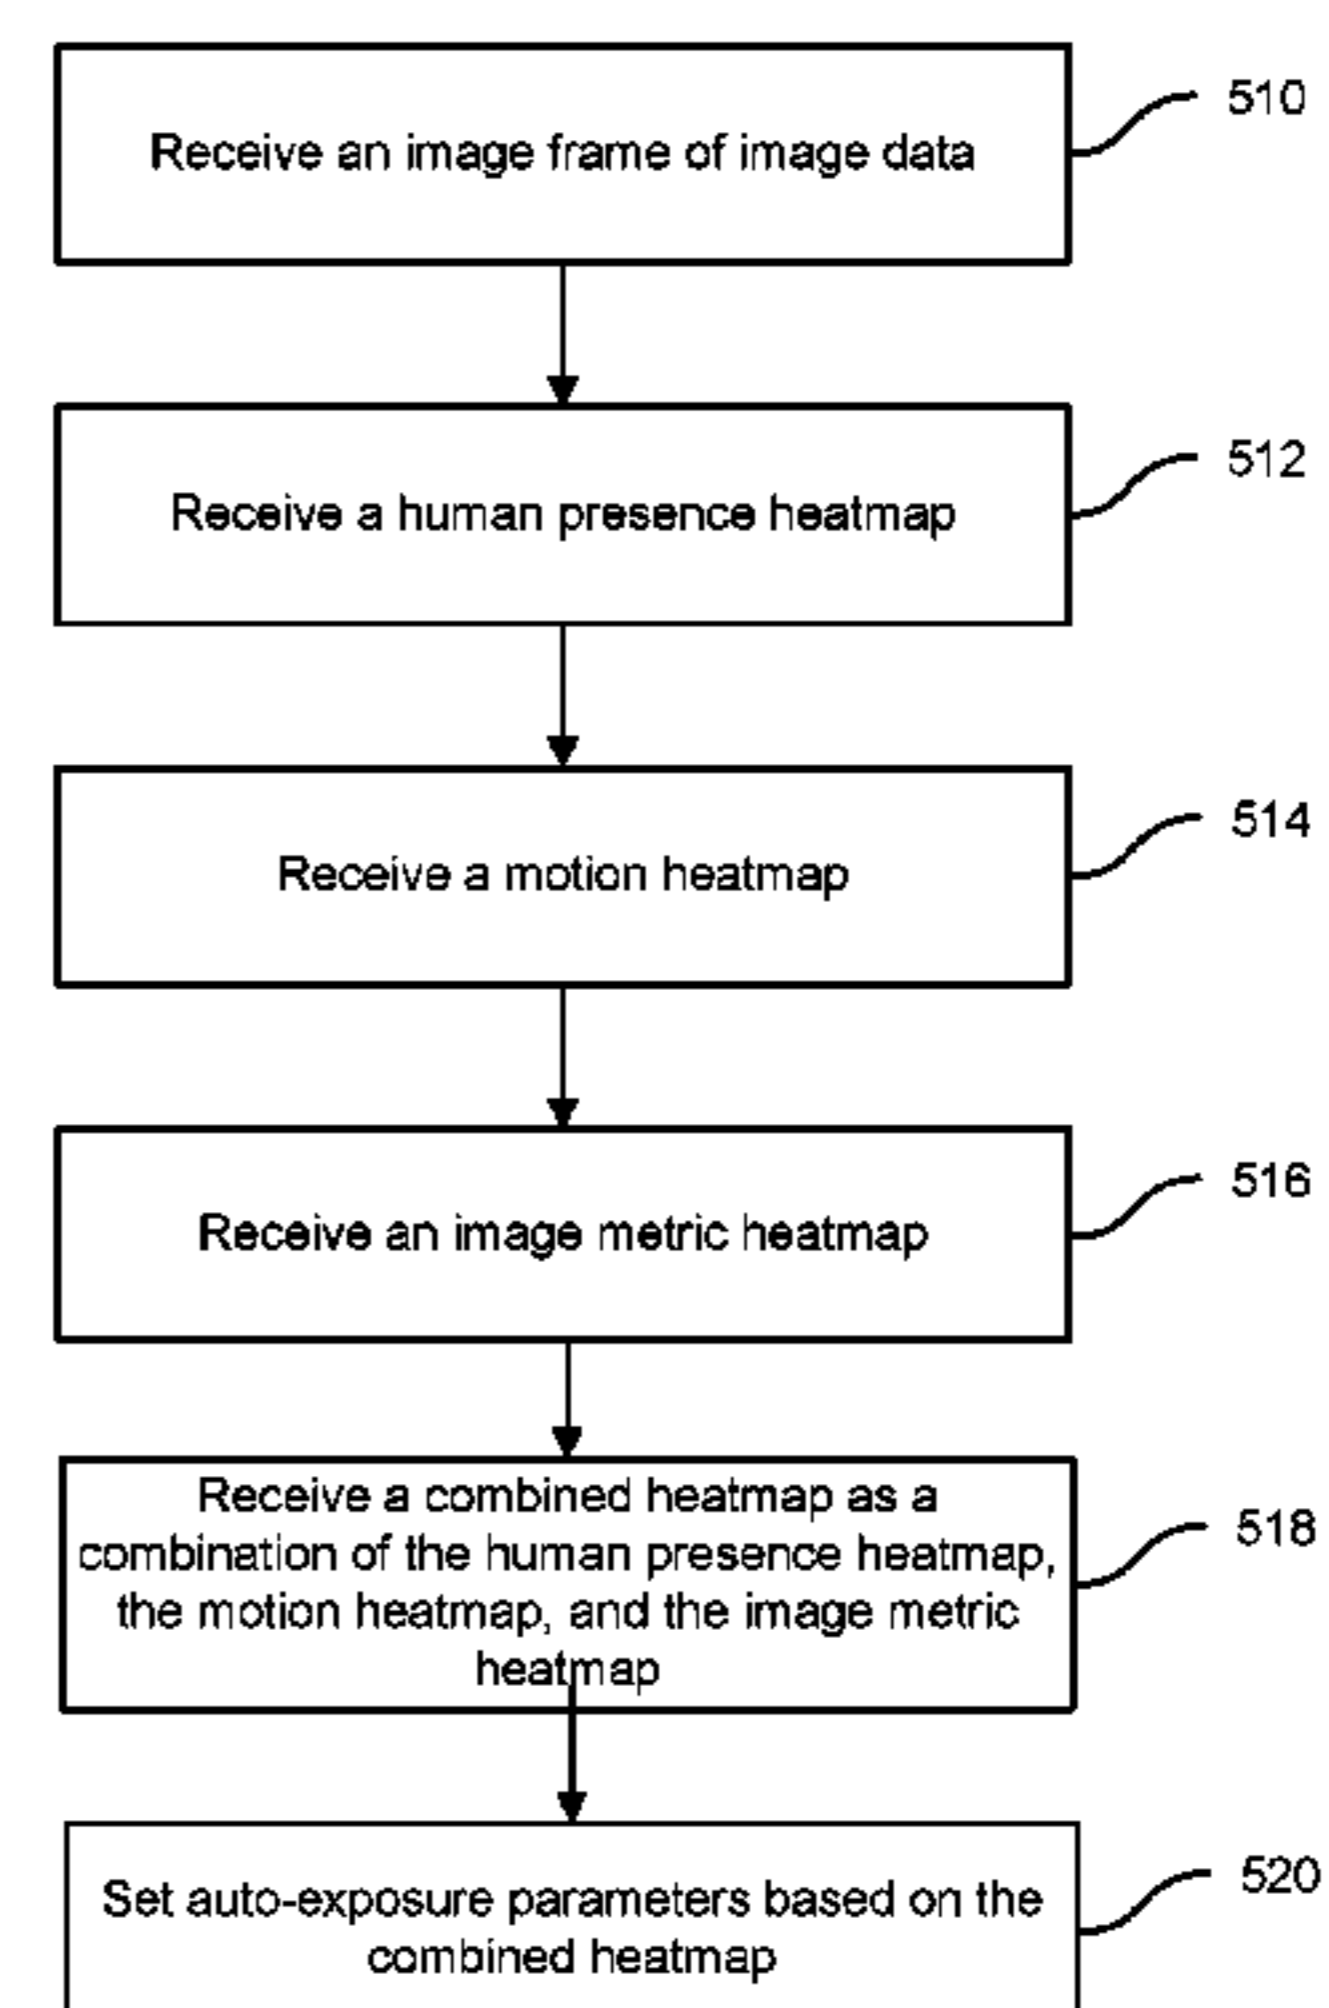 Receive an image frame of image data
510
Receive a human presence heatmap
512
Receive a motion heatmap
514
Receive an image metric heatmap
516
Receive a combined heatmap as a
combination of the human presence heatmap,
the motion heatmap, and the image metric
heatmap
518
Set auto-exposure parameters based on the
combined heatmap
520